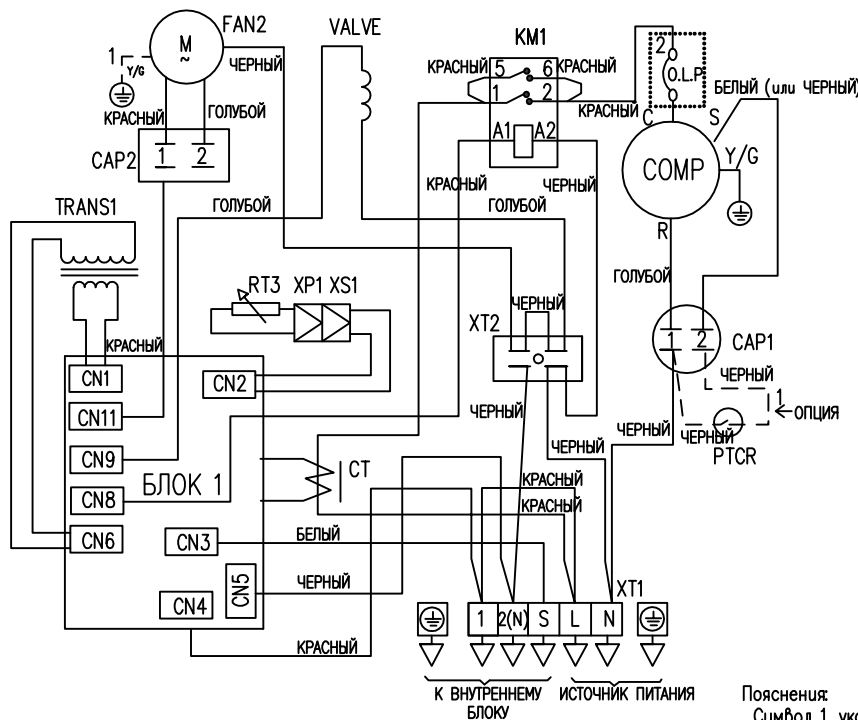 FAN2
VALVE
KM1
M
~
1
Y/G
ЧЕРНЫЙ
КРАСНЫЙ
5
6
КРАСНЫЙ
1
2
КРАСНЫЙ
2
O.L.P
БЕЛЫЙ (или ЧЕРНЫЙ)
C
S
КРАСНЫЙ
ГОЛУБОЙ
CAP2
1
2
A1
A2
COMP
Y/G
КРАСНЫЙ
ЧЕРНЫЙ
TRANS1
ГОЛУБОЙ
ГОЛУБОЙ
R
ГОЛУБОЙ
RT3
XP1
XS1
ЧЕРНЫЙ
XT2
1
2
CAP1
КРАСНЫЙ
CN1
CN2
ЧЕРНЫЙ
CN11
ЧЕРНЫЙ
1
ОПЦИЯ
ЧЕРНЫЙ
ЧЕРНЫЙ
ЧЕРНЫЙ
PTCR
CN9
CT
БЛОК 1
CN8
КРАСНЫЙ
КРАСНЫЙ
CN6
CN3
БЕЛЫЙ
CN5
ЧЕРНЫЙ
XT1
CN4
1
2(N)
S
L
N
КРАСНЫЙ
К ВНУТРЕННЕМУ
БЛОКУ
ИСТОЧНИК ПИТАНИЯ
Пояснения:
Символ 1 ука